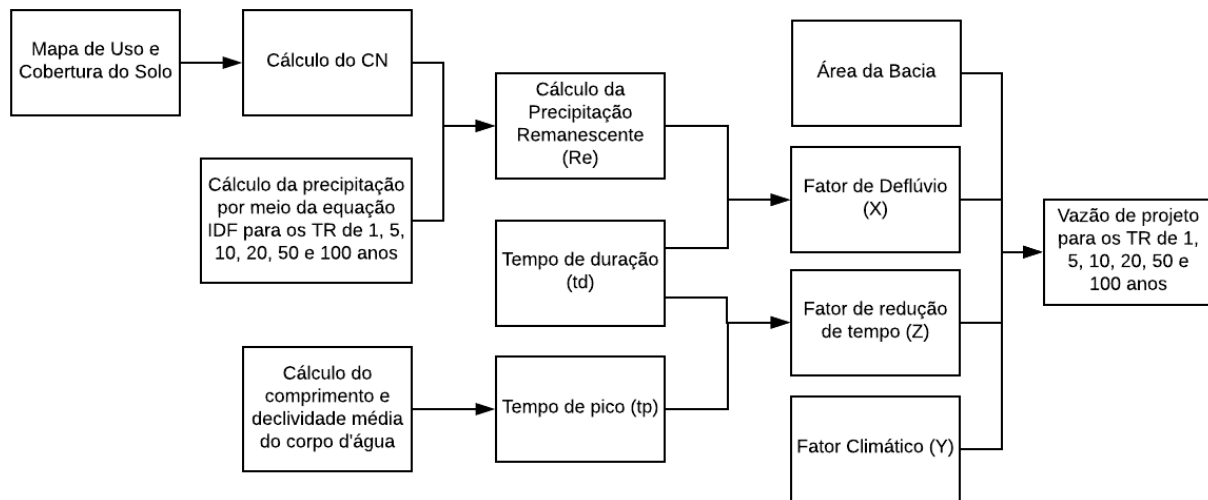 Mapa de Uso e
Cobertura do Solo
Cálculo do CN
Cálculo da precipitação
por meio da equação
IDF para os TR de 1, 5,
10, 20, 50 e 100 anos
Cálculo do
comprimento e
declividade média
do corpo d'água
Cálculo da
Precipitação
Remanescente
(Re)
Tempo de duração
(td)
Tempo de pico (tp)
Área da Bacia
Fator de Deflúvio
(X)
Fator de redução
de tempo (Z)
Fator Climático (Y)
Vazão de projeto
para os TR de 1,
5, 10, 20, 50 e
100 anos